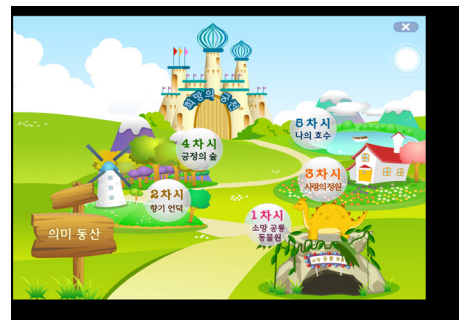 희망의 궁전
5차시
나의 호수
4차시
긍정의 숲
3차시
사랑의정원
2차시
향기 언덕
1차시
소망 공룡
동물원
의미 동산